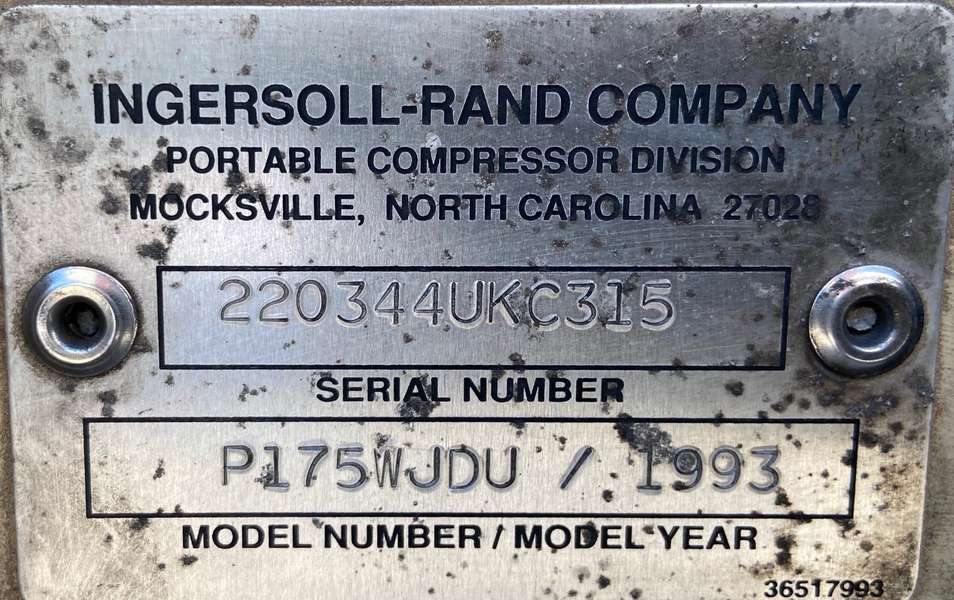 INGERSOLL-RAND COMPANY
PORTABLE COMPRESSOR DIVISION
MOCKSVILLE, NORTH CAROLINA 27028
220344UKC315
SERIAL NUMBER
P175WJDU / 1993
MODEL NUMBER / MODEL YEAR
36517993